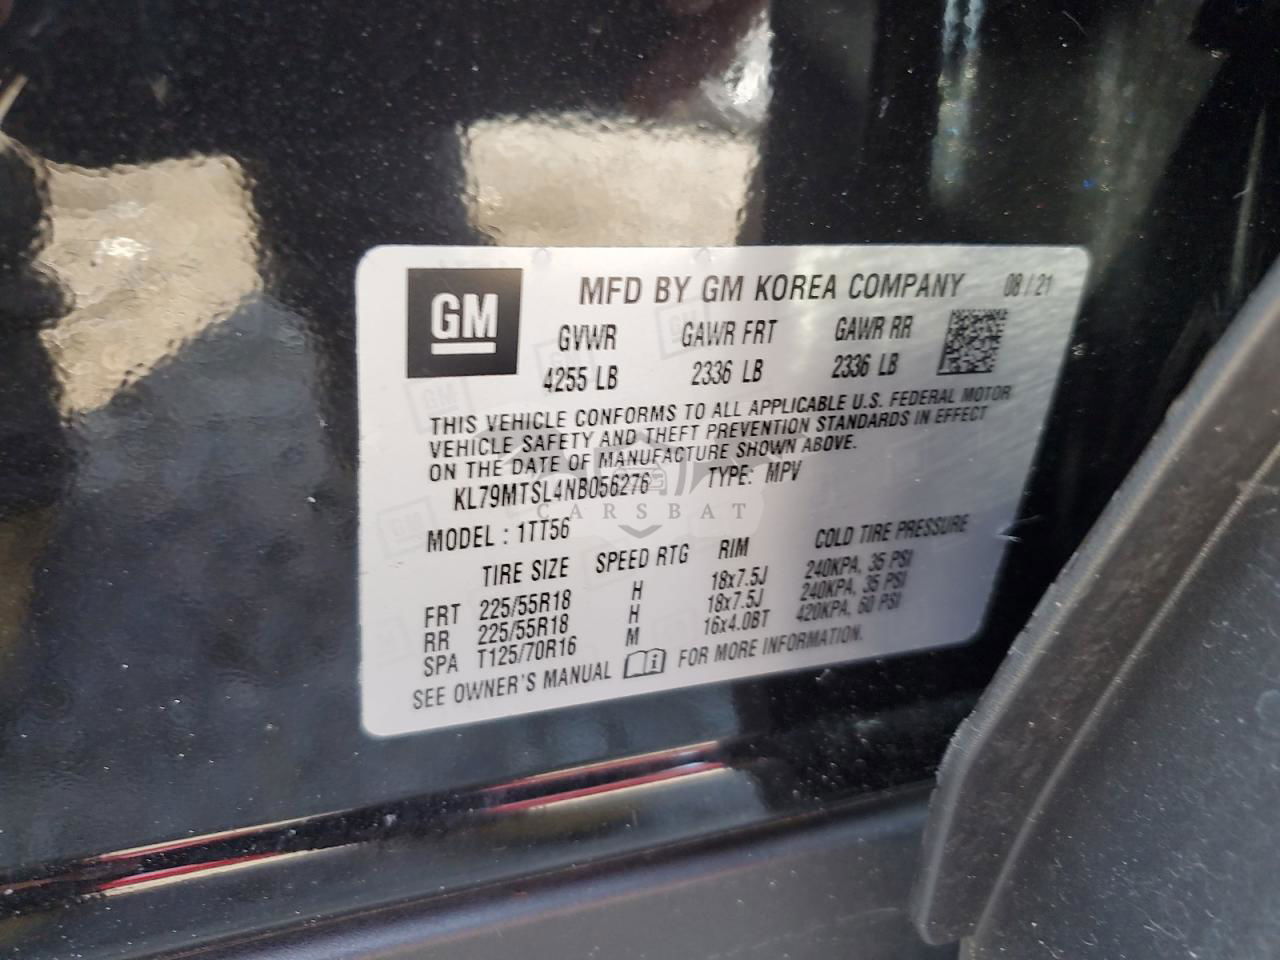 GM
MFD BY GM KOREA COMPANY 08/21
GVWR GAWR FRT GAWR RR
4255 LB 2336 LB 2336 LB
THIS VEHICLE CONFORMS TO ALL APPLICABLE U.S. FEDERAL MOTOR
VEHICLE SAFETY AND THEFT PREVENTION STANDARDS IN EFFECT
ON THE DATE OF MANUFACTURE SHOWN ABOVE.
KL79MTSL4NB056276 TYPE: MPV
CARSBAT
MODEL : 1TT56
TIRE SIZE SPEED RTG RIM COLD TIRE PRESSURE
FRT 225/55R18 H 18x7.5J 240KPA, 35 PSI
RR 225/55R18 H 18x7.5J 240KPA, 35 PSI
SPA T125/70R16 M 16x4.0BT 420KPA, 60 PSI
SEE OWNER'S MANUAL FOR MORE INFORMATION.